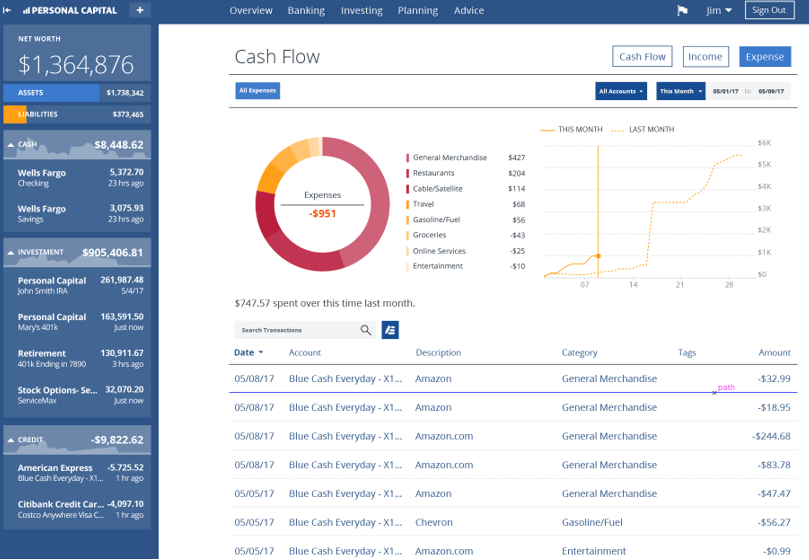 PERSONAL CAPITAL +
Overview Banking Investing Planning Advice Jim Sign Out
NET WORTH
$1,364,876
ASSETS $1,738,342
LIABILITIES $373,465
CASH $8,448.62
Wells Fargo 5,372.70
Checking 23 hrs ago
Wells Fargo 3,075.93
Savings 23 hrs ago
INVESTMENT $905,406.81
Personal Capital 261,987.48
John Smith IRA 5/4/17
Personal Capital 163,591.50
Mary's 401k Just now
Retirement 130,911.67
401k Ending in 7890 3 hrs ago
Stock Options- Se... 32,070.20
ServiceMax Just now
CREDIT -$9,822.62
American Express -5.725.52
Blue Cash Everyday - X1... 1 hr ago
Citibank Credit Car... -4,097.10
Costco Anywhere Visa C... 1 hr ago
Cash Flow
Cash Flow Income Expense
All Expenses All Accounts This Month 05/01/17 to 05/09/17
Expenses
-$951
General Merchandise $427
Restaurants $204
Cable/Satellite $114
Travel $68
Gasoline/Fuel $56
Groceries -$43
Online Services -$25
Entertainment -$10
THIS MONTH LAST MONTH
$6K
$5K
$4K
$3K
$2K
$1K
$0
07 14 21 28
$747.57 spent over this time last month.
Search Transactions
Date Account Description Category Tags Amount
05/08/17 Blue Cash Everyday - X1... Amazon General Merchandise -$32.99
path
05/08/17 Blue Cash Everyday - X1... Amazon General Merchandise -$18.95
05/08/17 Blue Cash Everyday - X1... Amazon.com General Merchandise -$244.68
05/08/17 Blue Cash Everyday - X1... Amazon.com General Merchandise -$83.78
05/05/17 Blue Cash Everyday - X1... Amazon General Merchandise -$47.47
05/05/17 Blue Cash Everyday - X1... Chevron Gasoline/Fuel -$56.27
05/05/17 Blue Cash Everyday - X1... Amazon.com Entertainment -$0.99